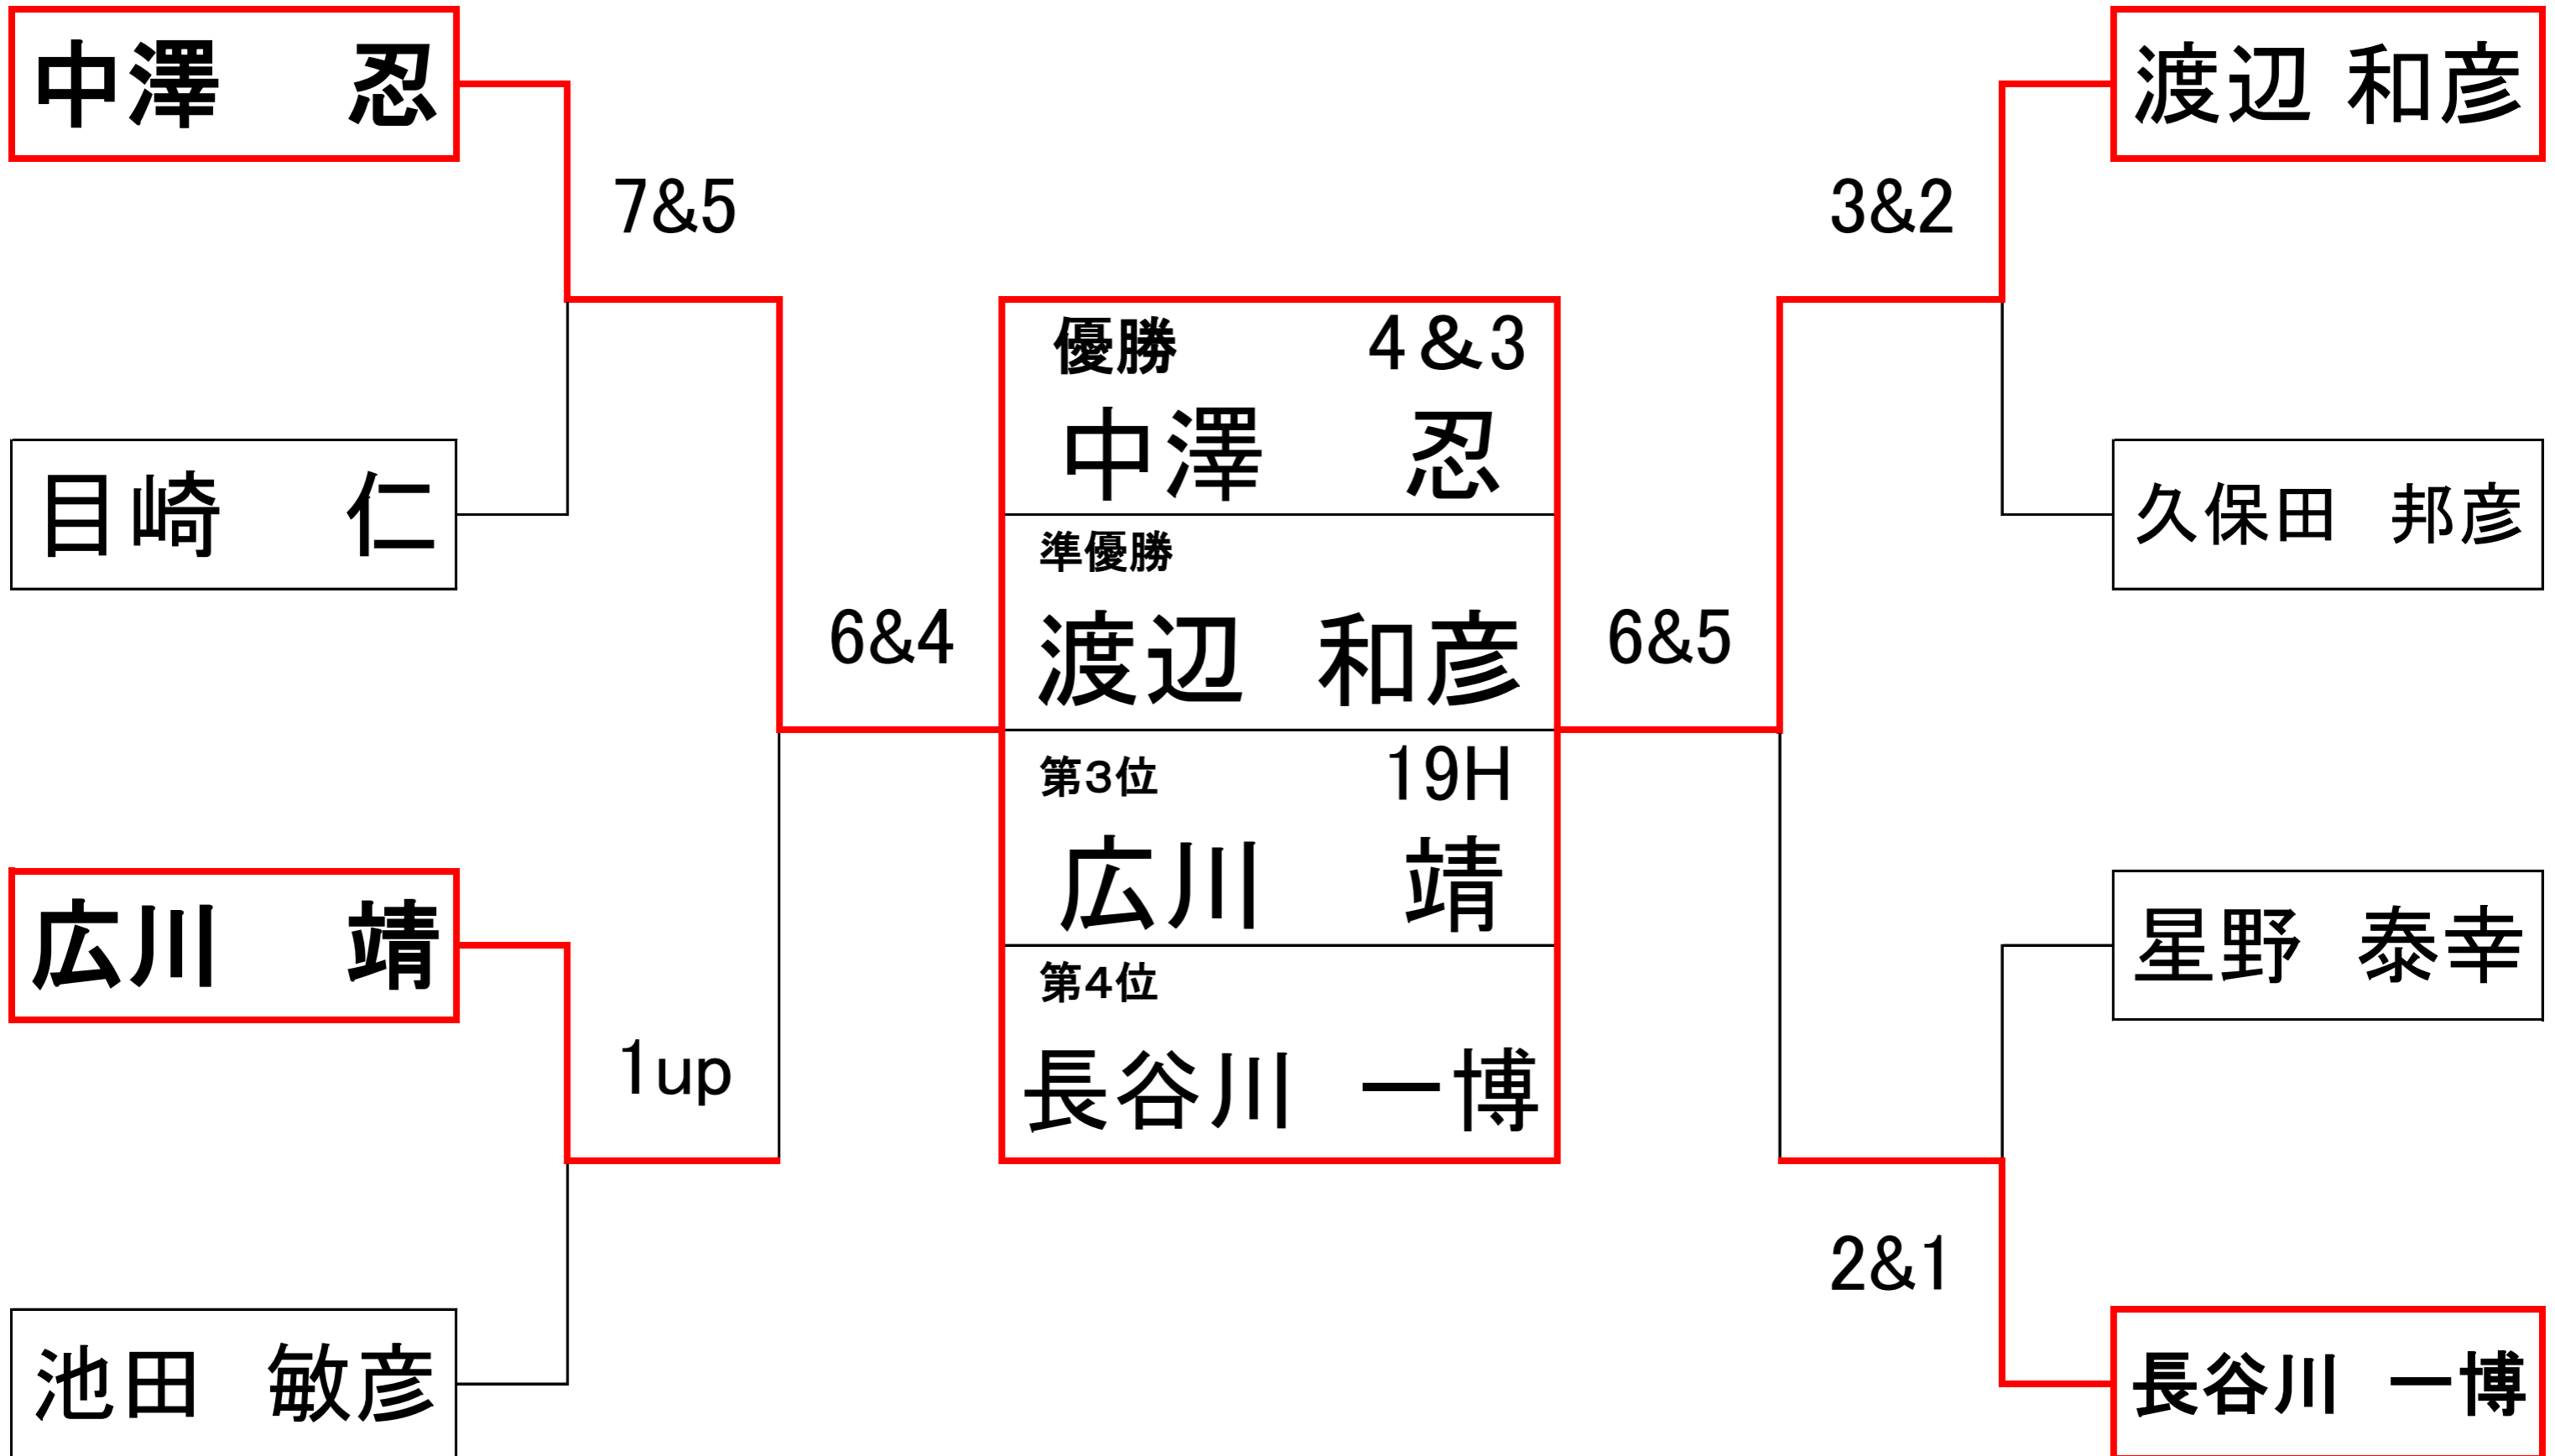 中澤　忍
渡辺 和彦
7&5
3&2
優勝　4&3
中澤　忍
目崎　仁
久保田　邦彦
準優勝
渡辺 和彦
6&4
6&5
第3位　19H
広川　靖
広川　靖
星野 泰幸
第4位
長谷川 一博
1up
2&1
池田 敏彦
長谷川 一博